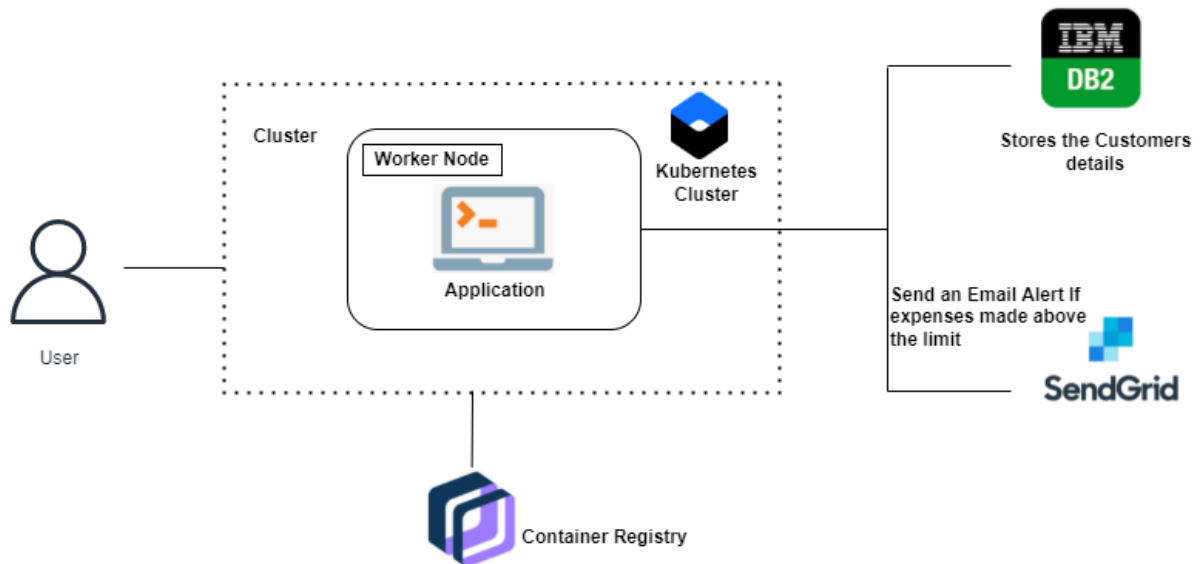 IBM
DB2
Stores the Customers
details
Cluster
Worker Node
Kubernetes
Cluster
Application
User
Send an Email Alert If
expenses made above
the limit
SendGrid
Container Registry